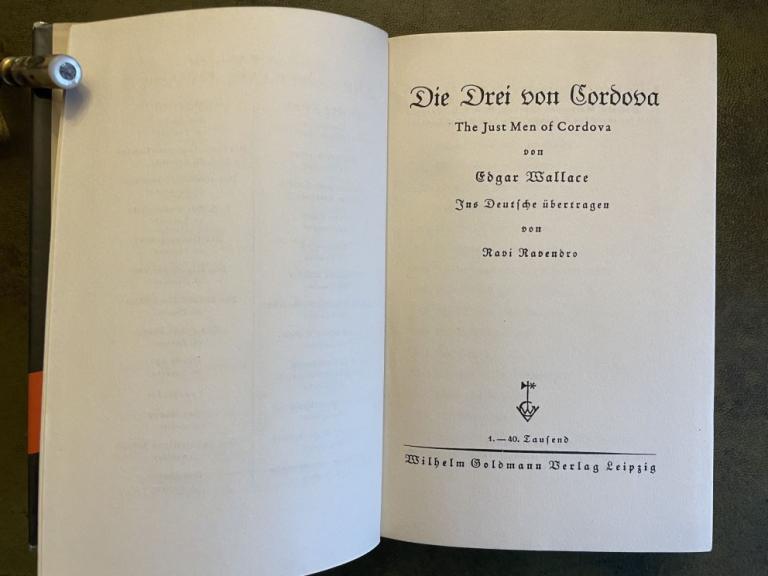 Die Drei von Cordova
The Just Men of Cordova
von
Edgar Wallace
Ins Deutsche übertragen
von
Ravi Ravendro
1.—40. Tausend
Wilhelm Goldmann Verlag Leipzig